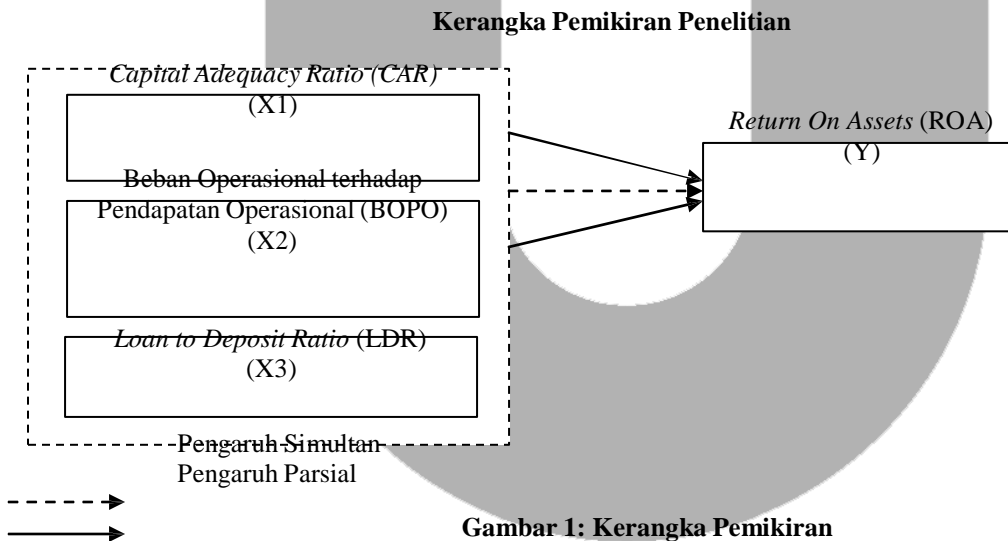 Kerangka Pemikiran Penelitian
Capital Adequacy Ratio (CAR)
(X1)
Return On Assets (ROA)
(Y)
Beban Operasional terhadap
Pendapatan Operasional (BOPO)
(X2)
Loan to Deposit Ratio (LDR)
(X3)
Pengaruh Simultan
Pengaruh Parsial
Gambar 1: Kerangka Pemikiran